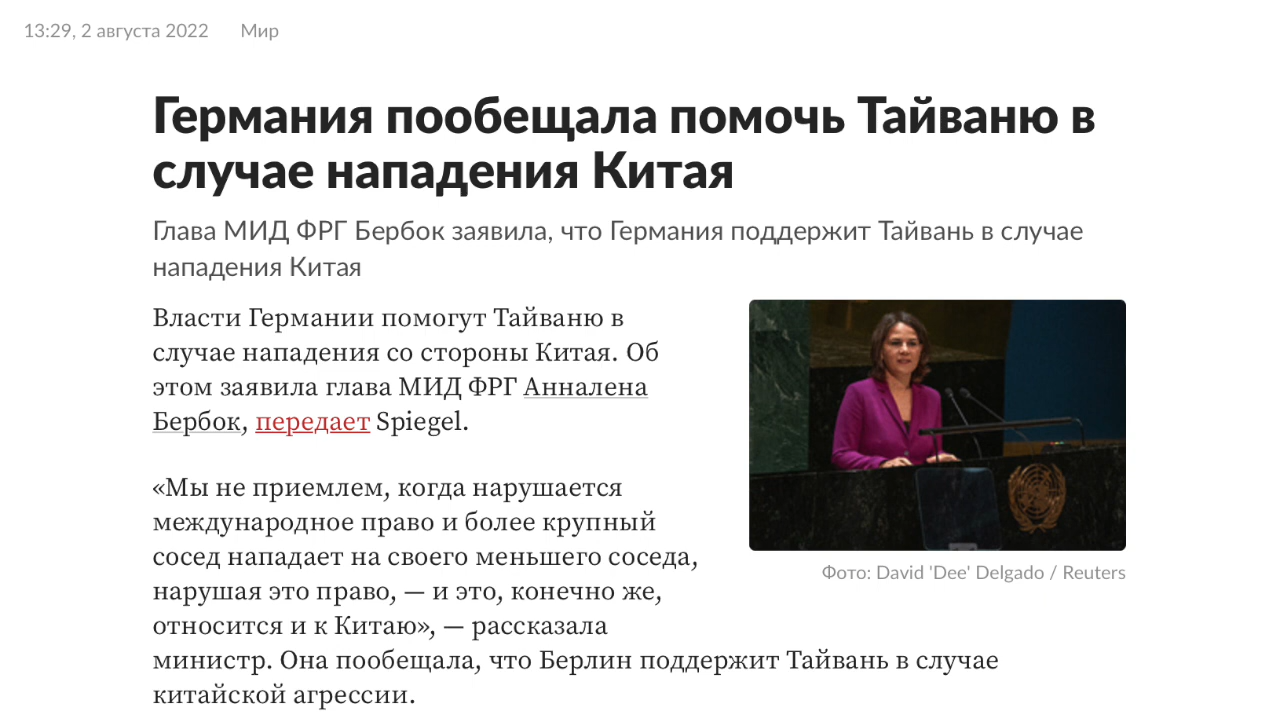 13:29, 2 августа 2022 Мир
Германия пообещала помочь Тайваню в
случае нападения Китая
Глава МИД ФРГ Бербок заявила, что Германия поддержит Тайвань в случае
нападения Китая
Власти Германии помогут Тайваню в
случае нападения со стороны Китая. Об
этом заявила глава МИД ФРГ Анналена
Бербок, передает Spiegel.
«Мы не приемлем, когда нарушается
международное право и более крупный
сосед нападает на своего меньшего соседа,
нарушая это право, — и это, конечно же,
относится и к Китаю», — рассказала
министр. Она пообещала, что Берлин поддержит Тайвань в случае
китайской агрессии.
Фото: David 'Dee' Delgado / Reuters